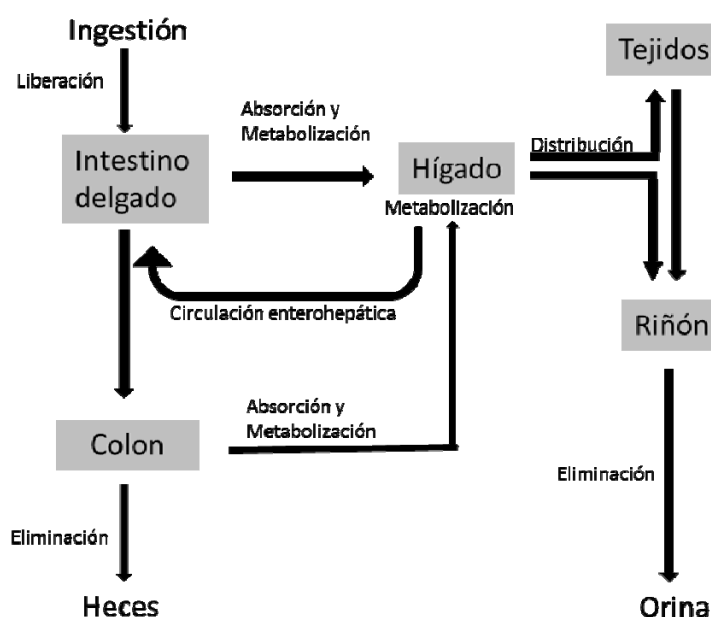 Ingestión
Liberación
Intestino
delgado
Absorción y
Metabolización
Hígado
Metabolización
Distribución
Tejidos
Circulación enterohepática
Riñón
Colon
Absorción y
Metabolización
Eliminación
Eliminación
Heces
Orina